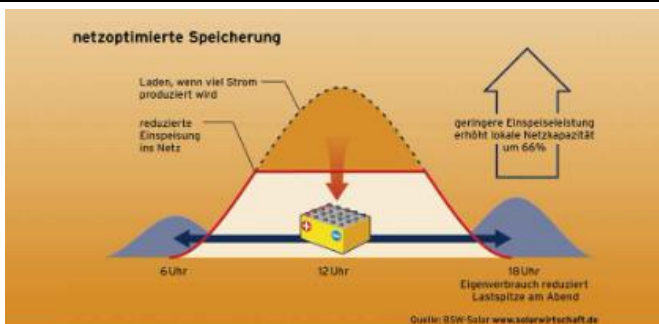 netzoptimierte Speicherung
Laden, wenn viel Strom
produziert wird
reduzierte
Einspeisung
ins Netz
geringere Einspeiseleistung
erhöht lokale Netzkapazität
um 66%
6 Uhr
12 Uhr
18 Uhr
Eigenverbrauch reduziert
Lastspitze am Abend
Quelle: BSW-Solar www.solarwirtschaft.de